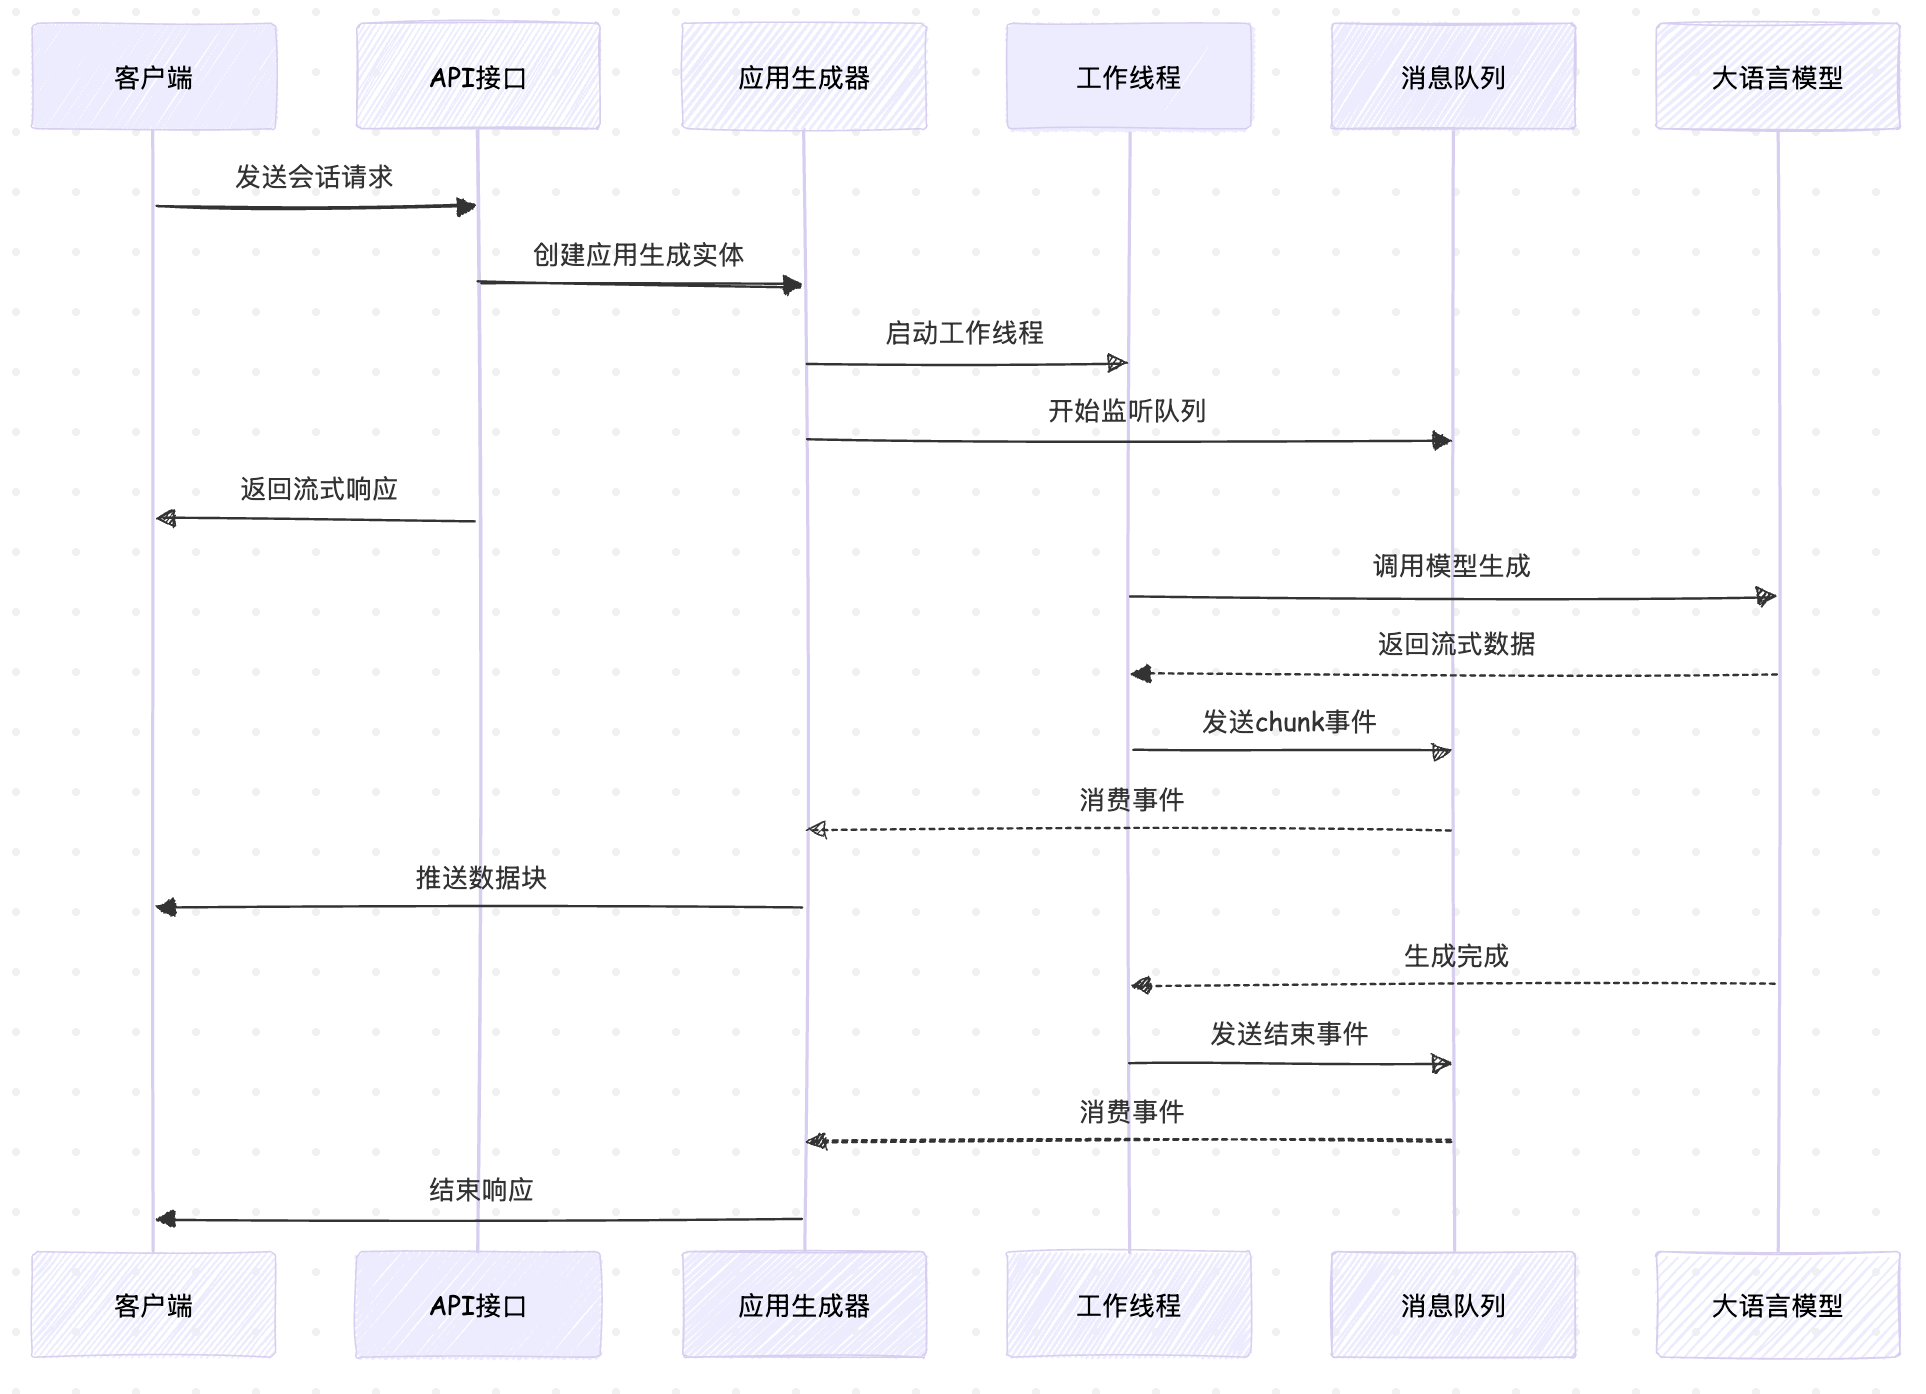 客户端
API接口
应用生成器
工作线程
消息队列
大语言模型
发送会话请求
创建应用生成实体
启动工作线程
开始监听队列
返回流式响应
调用模型生成
返回流式数据
发送chunk事件
消费事件
推送数据块
生成完成
发送结束事件
消费事件
结束响应
客户端
API接口
应用生成器
工作线程
消息队列
大语言模型